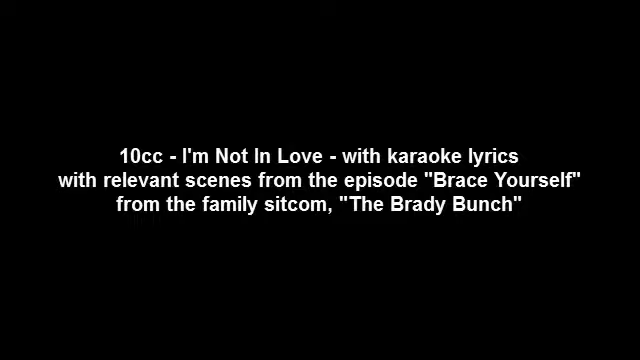 10cc - I'm Not In Love - with karaoke lyrics
with relevant scenes from the episode "Brace Yourself"
from the family sitcom, "The Brady Bunch"